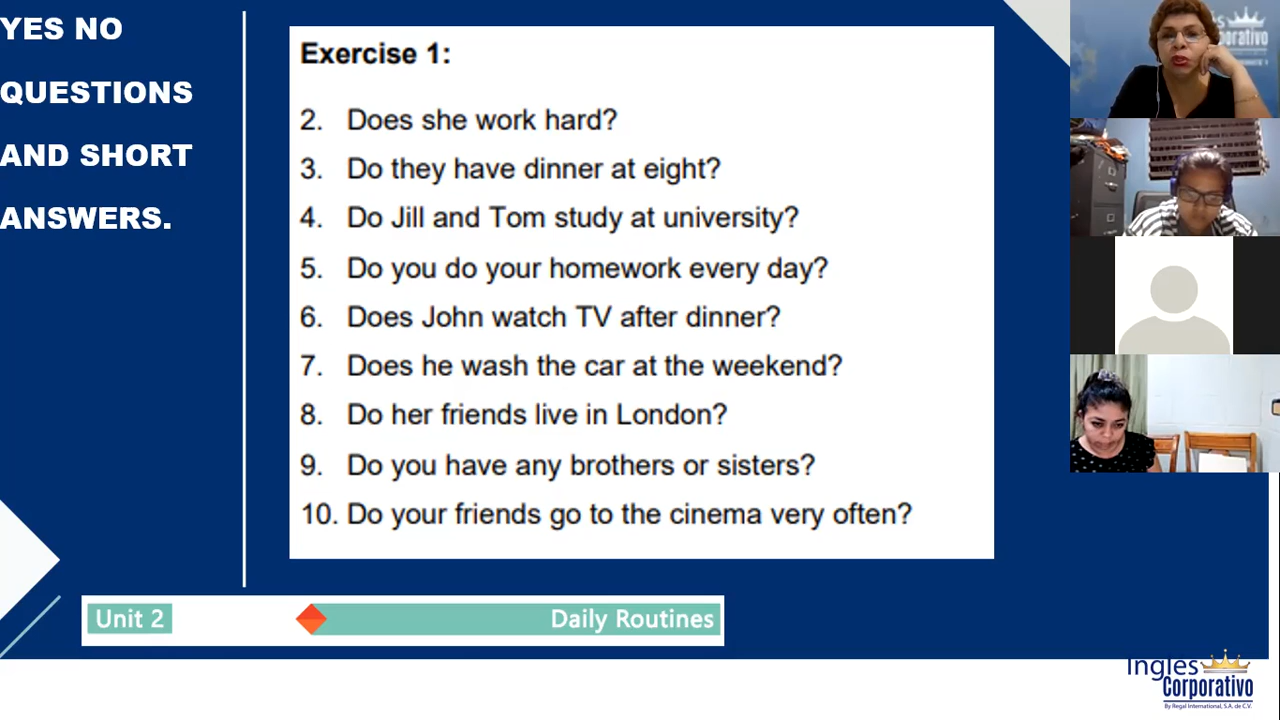 YES NO
QUESTIONS
AND SHORT
ANSWERS.
Exercise 1:
2. Does she work hard?
3. Do they have dinner at eight?
4. Do Jill and Tom study at university?
5. Do you do your homework every day?
6. Does John watch TV after dinner?
7. Does he wash the car at the weekend?
8. Do her friends live in London?
9. Do you have any brothers or sisters?
10. Do your friends go to the cinema very often?
Unit 2
Daily Routines
Ingles
Corporativo
By Regal International, S.A. de C.V.